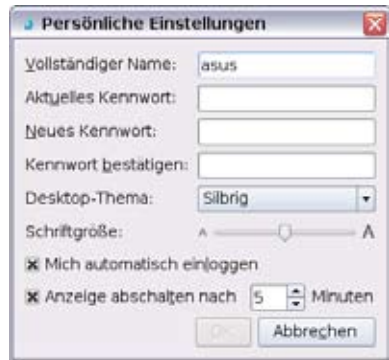 Persönliche Einstellungen
Vollständiger Name: asus
Aktuelles Kennwort:
Neues Kennwort:
Kennwort bestatigen:
Desktop-Thema: Silbrig
Schriftgröße: A A
Mich automatisch einloggen
Anzeige abschalten nach 5 Minuten
OK Abbrechen